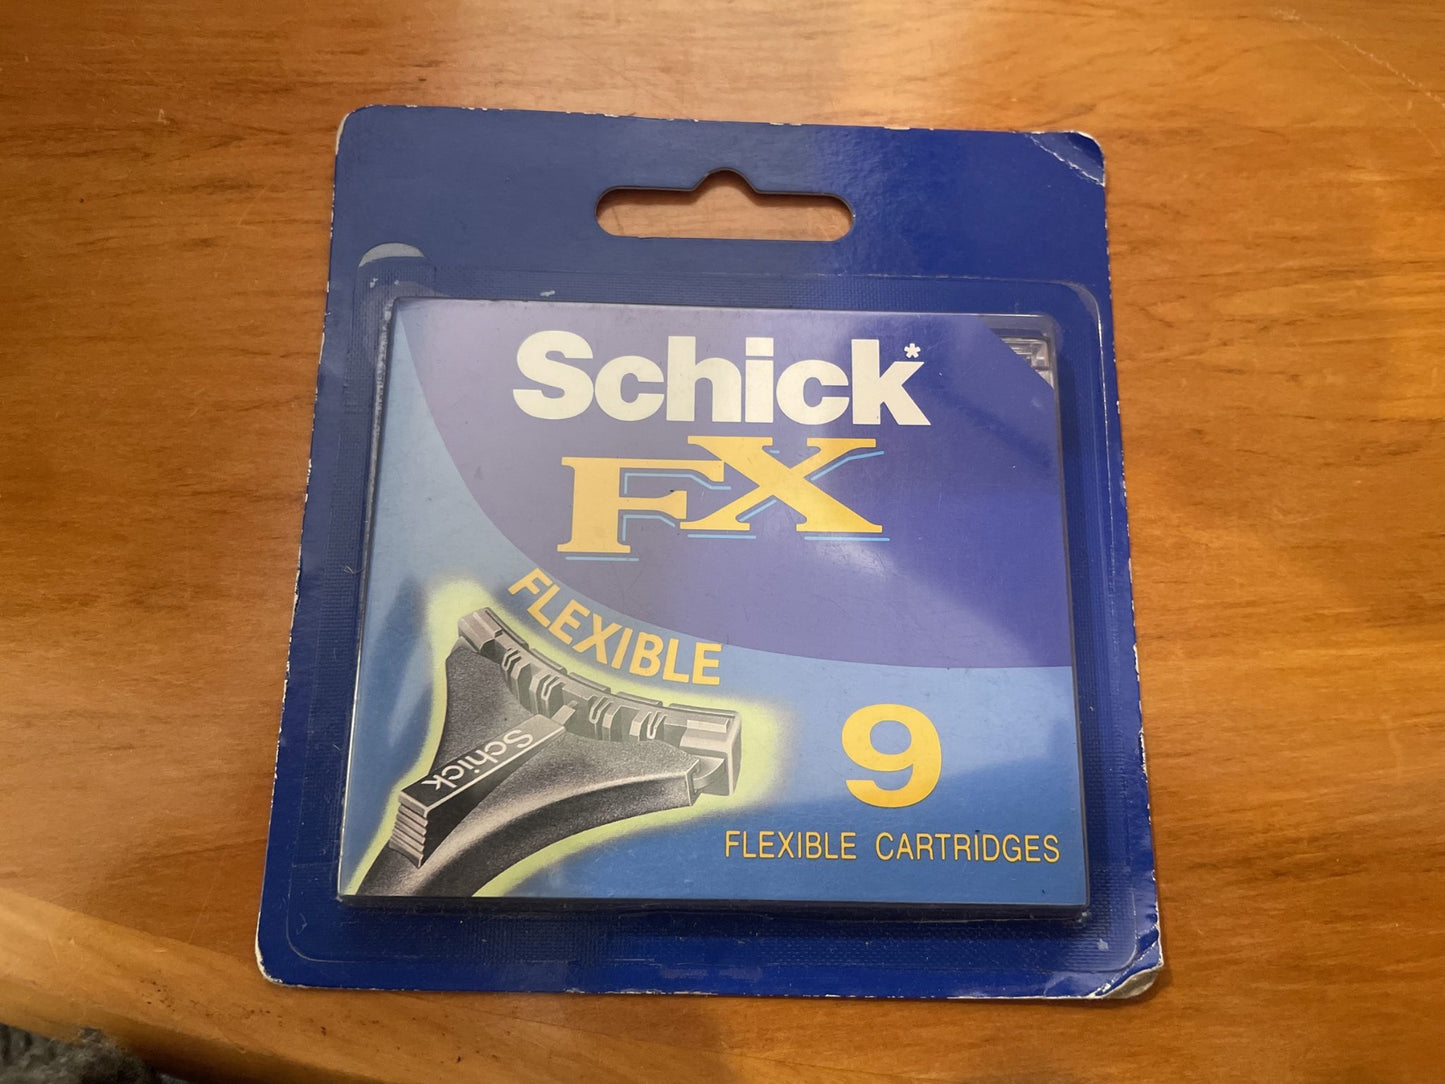 Schick*
FX
FLEXIBLE
Schick
9
FLEXIBLE CARTRIDGES